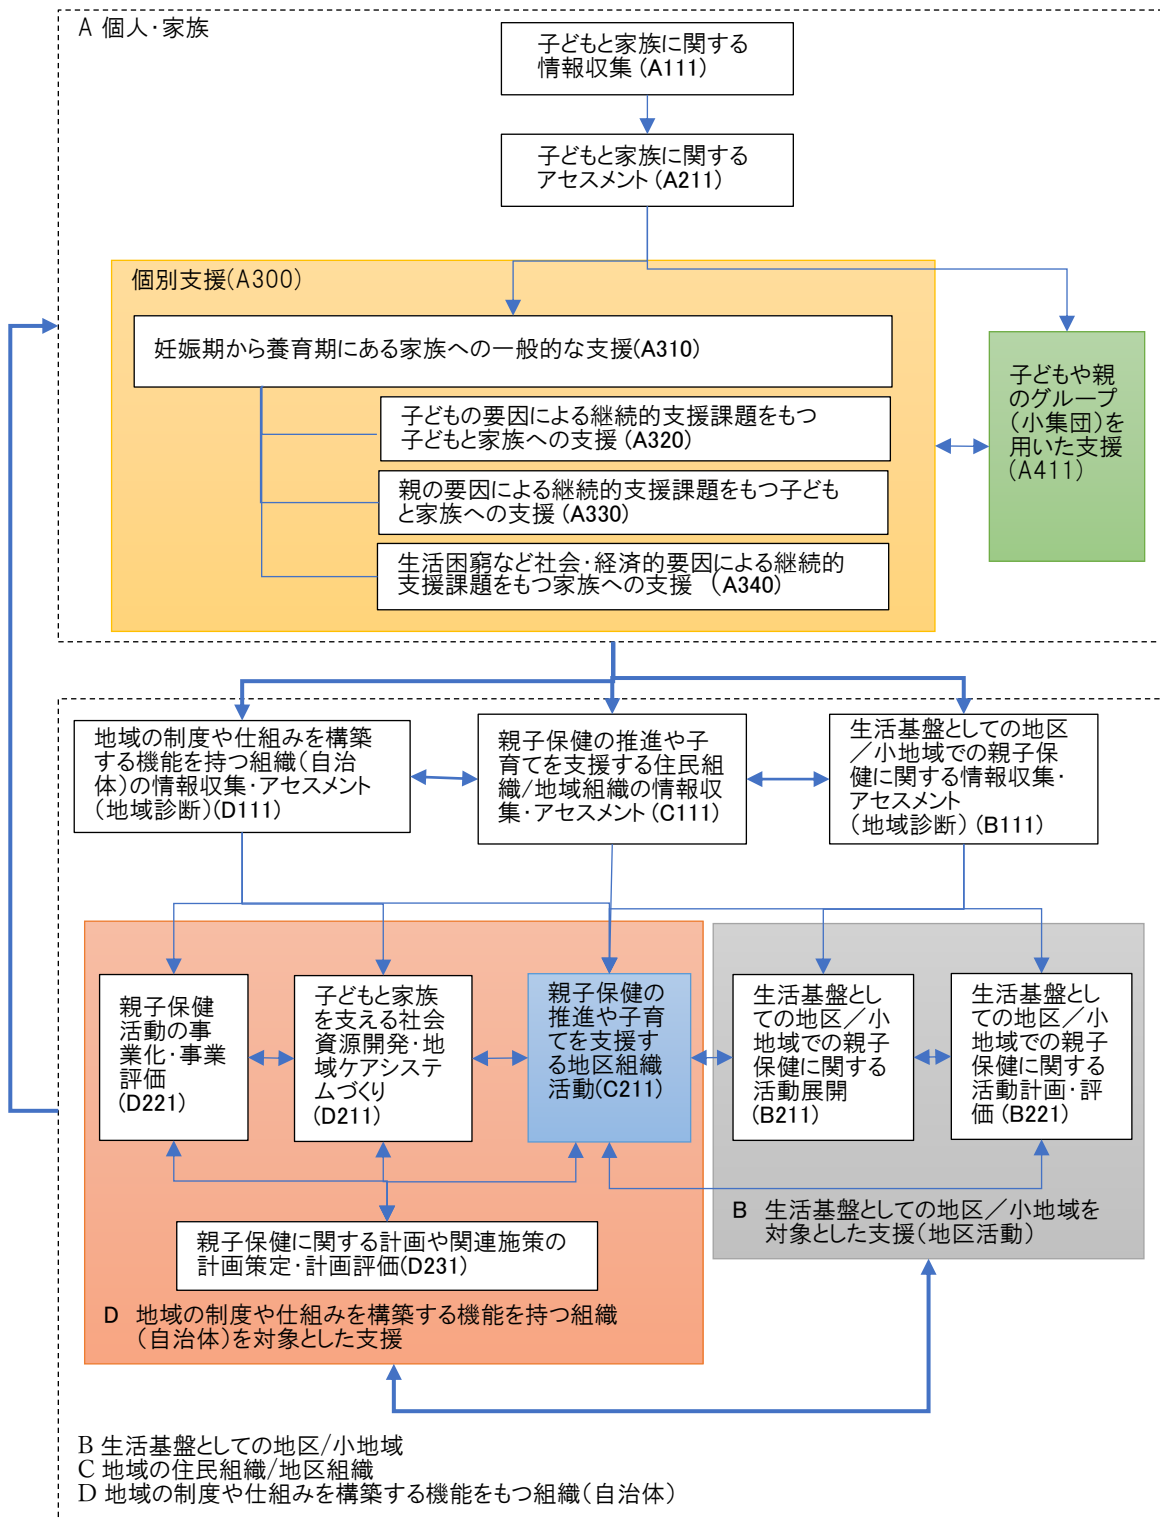 A 個人・家族
子どもと家族に関する
情報収集 (A111)
子どもと家族に関する
アセスメント (A211)
個別支援(A300)
妊娠期から養育期にある家族への一般的な支援(A310)
子どもの要因による継続的支援課題をもつ
子どもと家族への支援 (A320)
親の要因による継続的支援課題をもつ子ども
と家族への支援 (A330)
生活困窮など社会・経済的要因による継続的
支援課題をもつ家族への支援 (A340)
子どもや親
のグループ
(小集団)を
用いた支援
(A411)
地域の制度や仕組みを構築
する機能を持つ組織(自治
体)の情報収集・アセスメント
(地域診断)(D111)
親子保健の推進や子
育てを支援する住民組
織/地域組織の情報収
集・アセスメント (C111)
生活基盤としての地区
／小地域での親子保
健に関する情報収集・
アセスメント
(地域診断) (B111)
親子保健
活動の事
業化・事業
評価
(D221)
子どもと家族
を支える社会
資源開発・地
域ケアシステ
ムづくり
(D211)
親子保健の
推進や子育
てを支援す
る地区組織
活動(C211)
生活基盤とし
ての地区／小
地域での親子
保健に関する
活動展開
(B211)
生活基盤とし
ての地区／小
地域での親子
保健に関する
活動計画・評
価 (B221)
親子保健に関する計画や関連施策の
計画策定・計画評価(D231)
B 生活基盤としての地区／小地域を
対象とした支援(地区活動)
D 地域の制度や仕組みを構築する機能を持つ組織
(自治体)を対象とした支援
B 生活基盤としての地区/小地域
C 地域の住民組織/地区組織
D 地域の制度や仕組みを構築する機能をもつ組織(自治体)